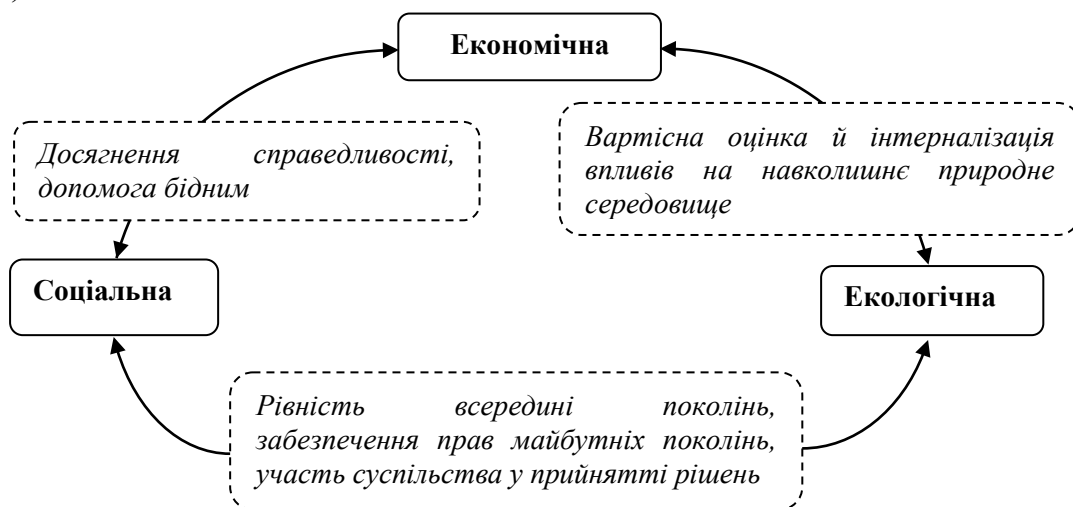 Економічна
Досягнення справедливості,
допомога бідним
Вартісна оцінка й інтерналізація
впливів на навколишнє природне
середовище
Соціальна
Екологічна
Рівність всередині поколінь,
забезпечення прав майбутніх поколінь,
участь суспільства у прийнятті рішень